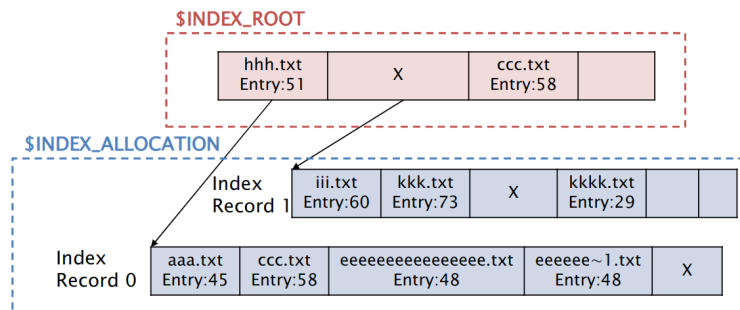 $INDEX_ROOT
hhh.txt
Entry:51
X
ccc.txt
Entry:58
$INDEX_ALLOCATION
Index
Record 1
iii.txt
Entry:60
kkk.txt
Entry:73
X
kkkk.txt
Entry:29
Index
Record 0
aaa.txt
Entry:45
ccc.txt
Entry:58
eeeeeeeeeeeeeeee.txt
Entry:48
eeeeee~1.txt
Entry:48
X